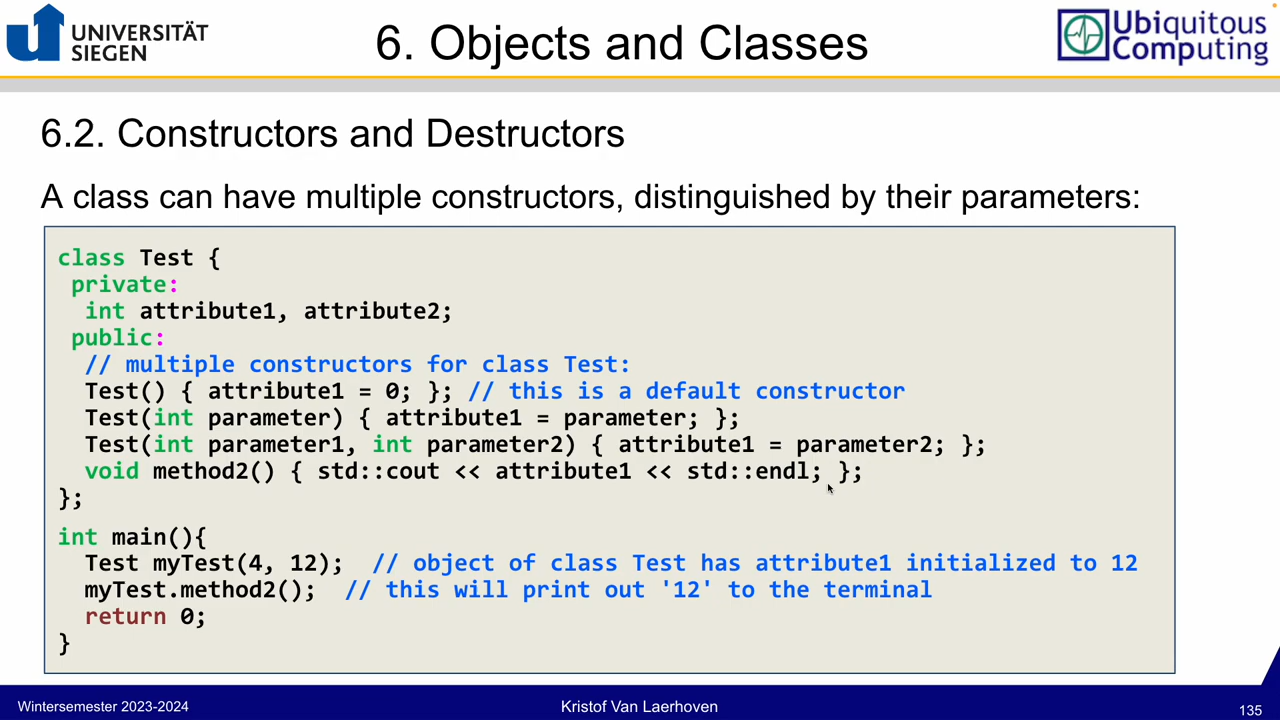 UNIVERSITÄT
SIEGEN
6. Objects and Classes
Ubiquitous
Computing
6.2. Constructors and Destructors
A class can have multiple constructors, distinguished by their parameters:
class Test {
private:
int attribute1, attribute2;
public:
// multiple constructors for class Test:
Test() { attribute1 = 0; }; // this is a default constructor
Test(int parameter) { attribute1 = parameter; };
Test(int parameter1, int parameter2) { attribute1 = parameter2; };
void method2() { std::cout << attribute1 << std::endl; };
};
int main(){
Test myTest(4, 12); // object of class Test has attribute1 initialized to 12
myTest.method2(); // this will print out '12' to the terminal
return 0;
}
Wintersemester 2023-2024
Kristof Van Laerhoven
135